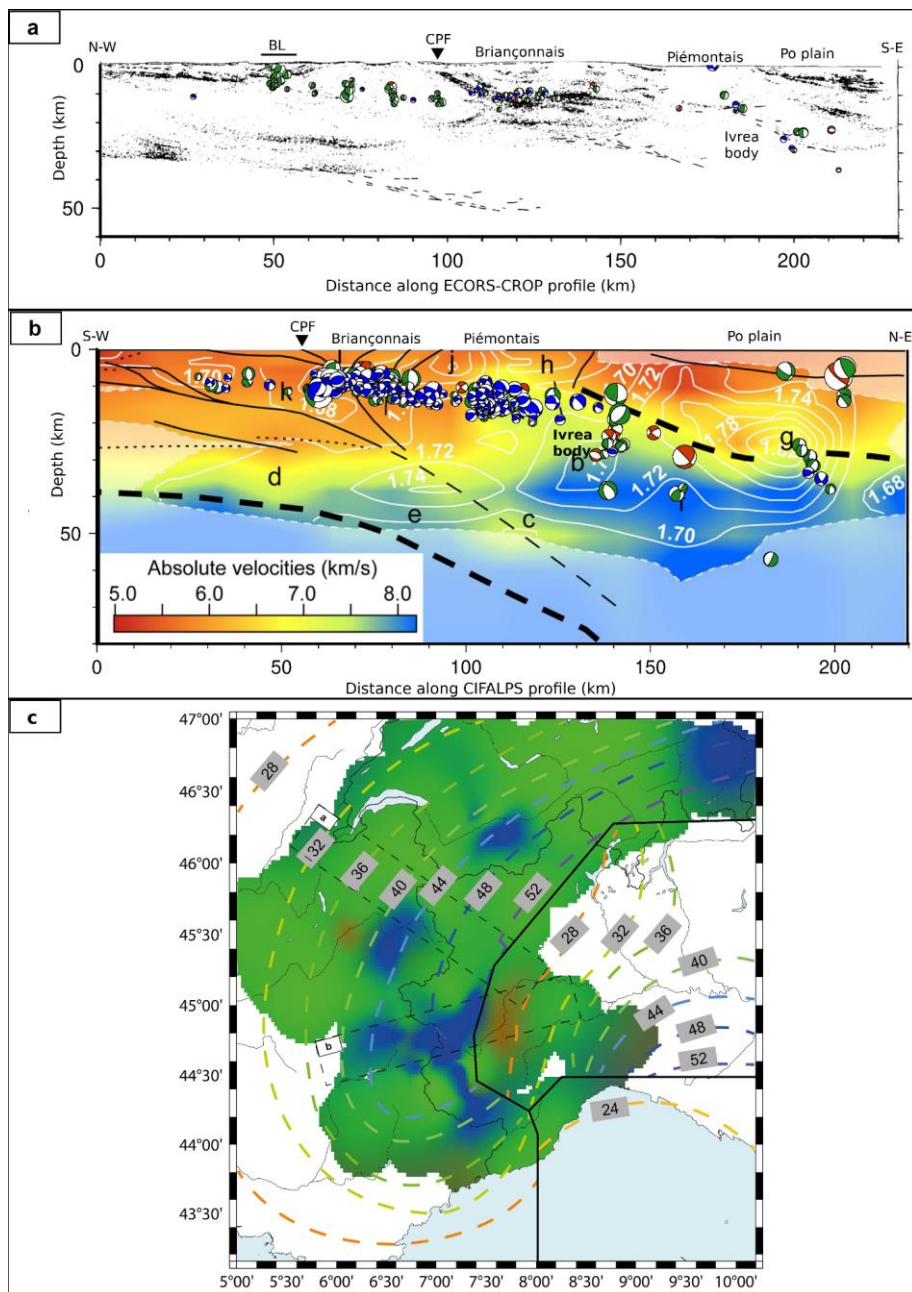 a
N-W
BL
CPF
Briançonnais
Piémontais
Po plain
S-E
0
50
Depth (km)
Ivrea
body
0
50
100
150
200
Distance along ECORS-CROP profile (km)
b
S-W
CPF
Briançonnais
Piémontais
Po plain
N-E
0
50
80
Depth (km)
1.70
k
j
h
1.72
1.74
1.78
g
Ivrea
body
b
1.72
d
1.74
e
c
1.72
f
1.70
1.68
Absolute velocities (km/s)
5.0
6.0
7.0
8.0
0
50
100
150
200
Distance along CIFALPS profile (km)
c
47°00'
46°30'
46°00'
45°30'
45°00'
44°30'
44°00'
43°30'
28
a
32
36
40
44
48
52
28
32
36
40
44
48
52
b
24
5°00'
5°30'
6°00'
6°30'
7°00'
7°30'
8°00'
8°30'
9°00'
9°30'
10°00'